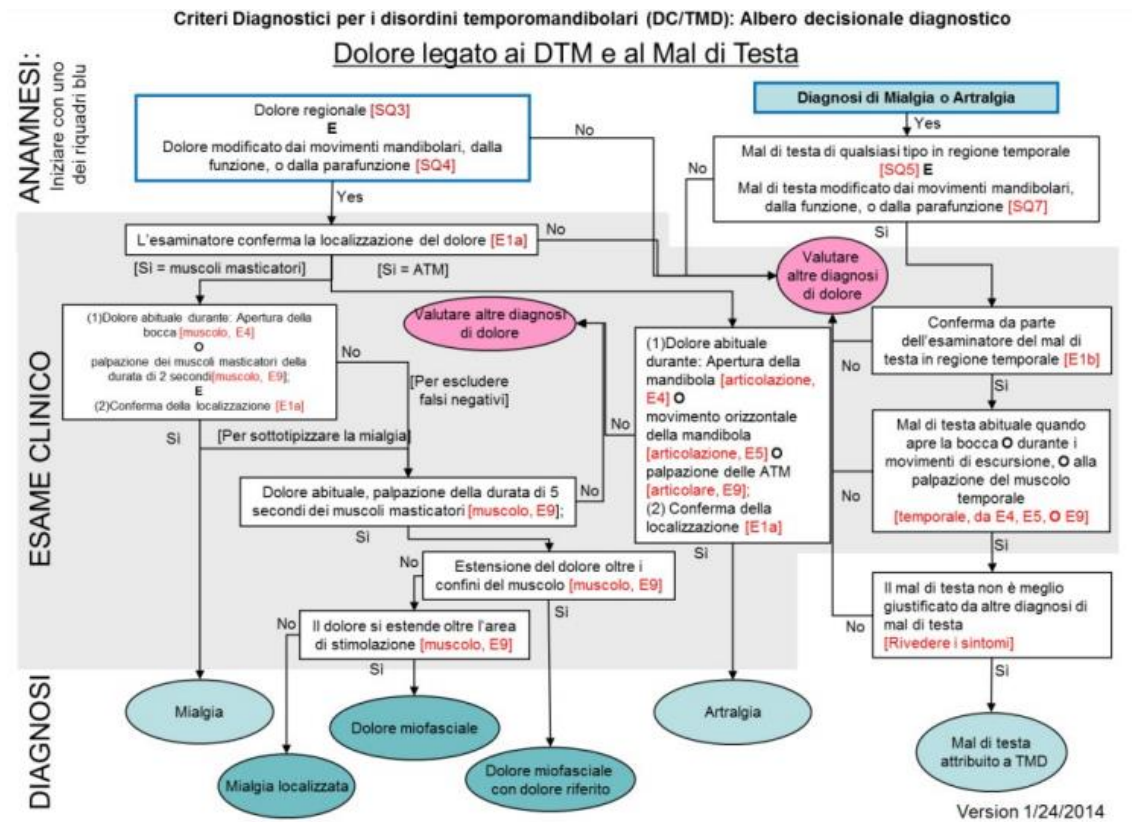 Criteri Diagnostici per i disordini temporomandibolari (DC/TMD): Albero decisionale diagnostico
Dolore legato ai DTM e al Mal di Testa
ANAMNESI:
Iniziare con uno
dei riquadri blu
Dolore regionale [SQ3]
E
Dolore modificato dai movimenti mandibolari, dalla
funzione, o dalla parafunzione [SQ4]
No
Yes
Diagnosi di Mialgia o Artralgia
Yes
Mal di testa di qualsiasi tipo in regione temporale
[SQ5] E
Mal di testa modificato dai movimenti mandibolari,
dalla funzione, o dalla parafunzione [SQ7]
No
Sì
ESAME CLINICO
L'esaminatore conferma la localizzazione del dolore [E1a]
No
[Sì = muscoli masticatori]
[Sì = ATM]
Valutare
altre diagnosi
di dolore
(1)Dolore abituale durante: Apertura della
bocca [muscolo, E4]
O
palpazione dei muscoli masticatori della
durata di 2 secondi[muscolo, E9];
E
(2)Conferma della localizzazione [E1a]
No
Sì
Valutare altre diagnosi
di dolore
[Per escludere
falsi negativi]
[Per sottotipizzare la mialgia]
(1)Dolore abituale
durante: Apertura della
mandibola [articolazione,
E4] O
movimento orizzontale
della mandibola
[articolazione, E5] O
palpazione delle ATM
[articolare, E9];
(2) Conferma della
localizzazione [E1a]
No
Sì
Conferma da parte
dell'esaminatore del mal di
testa in regione temporale [E1b]
No
Sì
Mal di testa abituale quando
apre la bocca O durante i
movimenti di escursione, O alla
palpazione del muscolo
temporale
[temporale, da E4, E5, O E9]
No
Sì
Dolore abituale, palpazione della durata di 5
secondi dei muscoli masticatori [muscolo, E9];
No
Sì
Estensione del dolore oltre i
confini del muscolo [muscolo, E9]
No
Sì
Il dolore si estende oltre l'area
di stimolazione [muscolo, E9]
No
Sì
Il mal di testa non è meglio
giustificato da altre diagnosi di
mal di testa
[Rivedere i sintomi]
No
Sì
DIAGNOSI
Mialgia
Mialgia localizzata
Dolore miofasciale
Dolore miofasciale
con dolore riferito
Artralgia
Mal di testa
attribuito a TMD
Version 1/24/2014